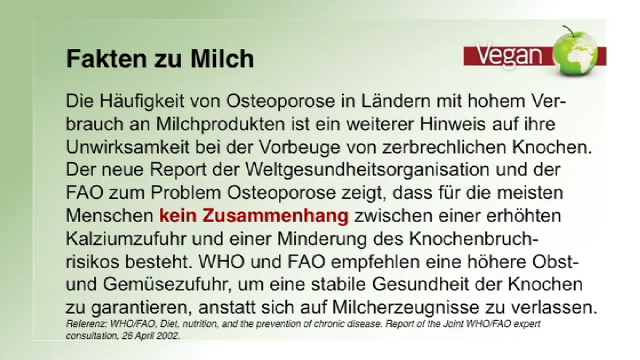 Fakten zu Milch
Vegan
Die Häufigkeit von Osteoporose in Ländern mit hohem Ver-
brauch an Milchprodukten ist ein weiterer Hinweis auf ihre
Unwirksamkeit bei der Vorbeuge von zerbrechlichen Knochen.
Der neue Report der Weltgesundheitsorganisation und der
FAO zum Problem Osteoporose zeigt, dass für die meisten
Menschen kein Zusammenhang zwischen einer erhöhten
Kalziumzufuhr und einer Minderung des Knochenbruch-
risikos besteht. WHO und FAO empfehlen eine höhere Obst-
und Gemüsezufuhr, um eine stabile Gesundheit der Knochen
zu garantieren, anstatt sich auf Milcherzeugnisse zu verlassen.
Referenz: WHO/FAO, Diet, nutrition, and the prevention of chronic disease. Report of the Joint WHO/FAO expert
consultation, 26 April 2002.